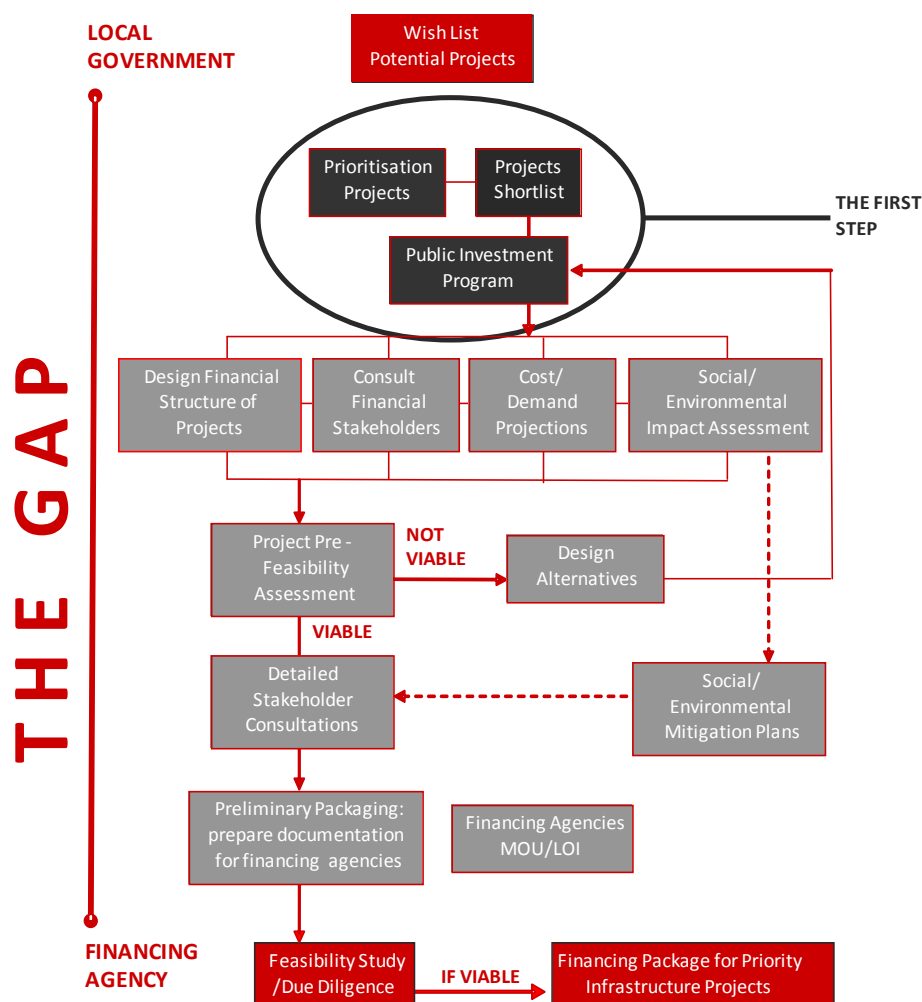 LOCAL
GOVERNMENT
Wish List
Potential Projects
Prioritisation
Projects
Projects
Shortlist
THE FIRST
STEP
Public Investment
Program
THE GAP
Design Financial
Structure of
Projects
Consult
Financial
Stakeholders
Cost/
Demand
Projections
Social/
Environmental
Impact Assessment
Project Pre -
Feasibility
Assessment
NOT
VIABLE
Design
Alternatives
VIABLE
Detailed
Stakeholder
Consultations
Social/
Environmental
Mitigation Plans
Preliminary Packaging:
prepare documentation
for financing agencies
Financing Agencies
MOU/LOI
FINANCING
AGENCY
Feasibility Study
/Due Diligence
IF VIABLE
Financing Package for Priority
Infrastructure Projects